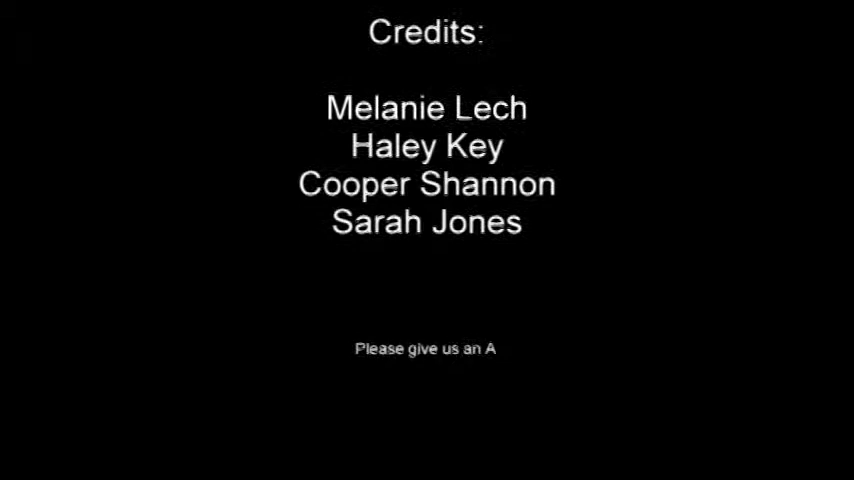 Credits:
Melanie Lech
Haley Key
Cooper Shannon
Sarah Jones
Please give us an A